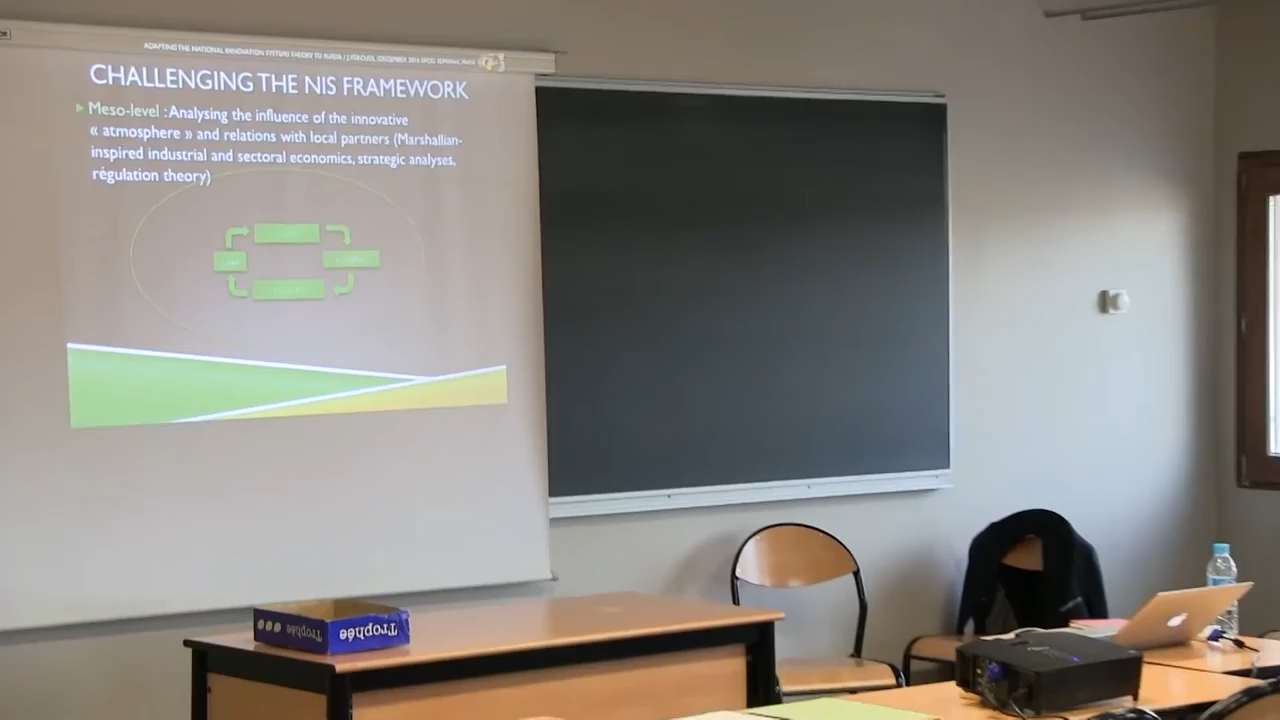 ADAPTING THE NATIONAL INNOVATION SYSTEMS THEORY TO RUSSIA
CHALLENGING THE NIS FRAMEWORK
Meso-level : Analysing the influence of the innovative
« atmosphere » and relations with local partners (Marshallian-
inspired industrial and sectoral economics, strategic analyses,
régulation theory)
Trophée
Trophée